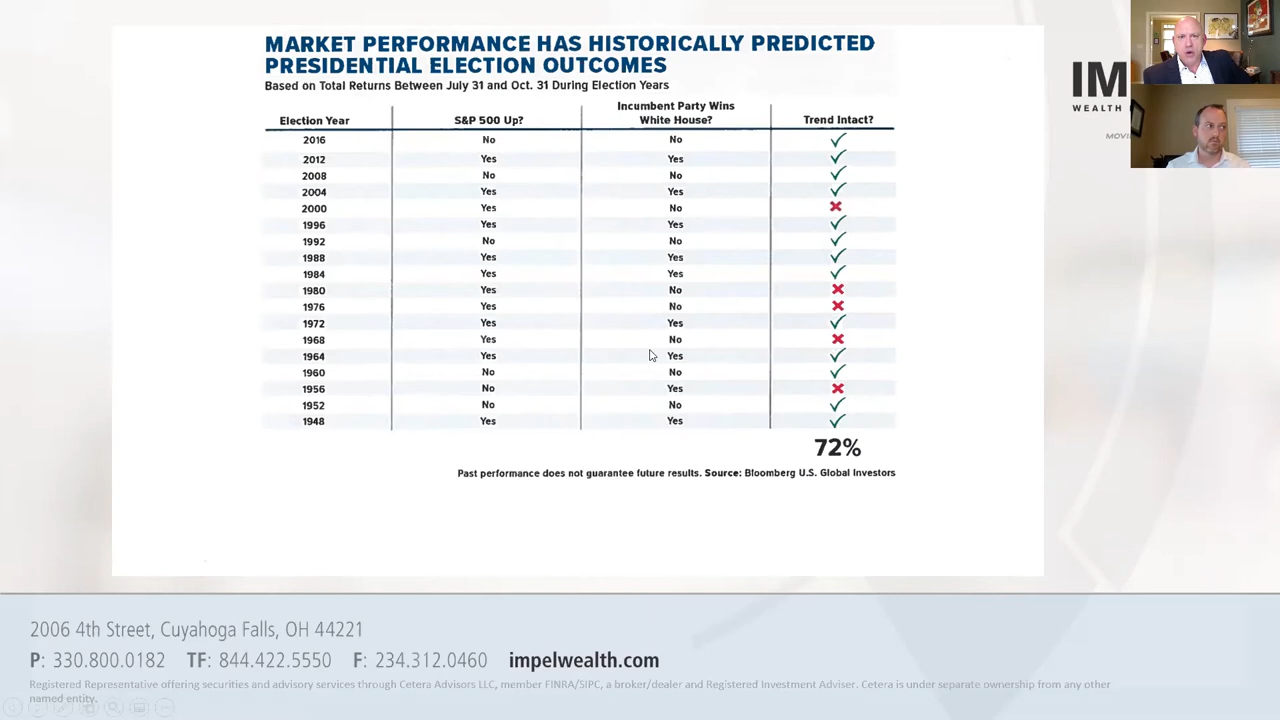 MARKET PERFORMANCE HAS HISTORICALLY PREDICTED
PRESIDENTIAL ELECTION OUTCOMES
Based on Total Returns Between July 31 and Oct. 31 During Election Years
Election Year S&P 500 Up? Incumbent Party Wins White House? Trend Intact?
2016 No No ✓
2012 Yes Yes ✓
2008 No No ✓
2004 Yes Yes ✓
2000 Yes No ✗
1996 Yes Yes ✓
1992 No No ✓
1988 Yes Yes ✓
1984 Yes Yes ✓
1980 Yes No ✗
1976 Yes No ✗
1972 Yes Yes ✓
1968 Yes No ✗
1964 Yes Yes ✓
1960 No No ✓
1956 No Yes ✗
1952 No No ✓
1948 Yes Yes ✓
72%
Past performance does not guarantee future results. Source: Bloomberg U.S. Global Investors
IM
WEALTH
MOVI
2006 4th Street, Cuyahoga Falls, OH 44221
P: 330.800.0182 TF: 844.422.5550 F: 234.312.0460 impelwealth.com
Registered Representative offering securities and advisory services through Cetera Advisors LLC, member FINRA/SIPC, a broker/dealer and Registered Investment Adviser. Cetera is under separate ownership from any other
named entity.